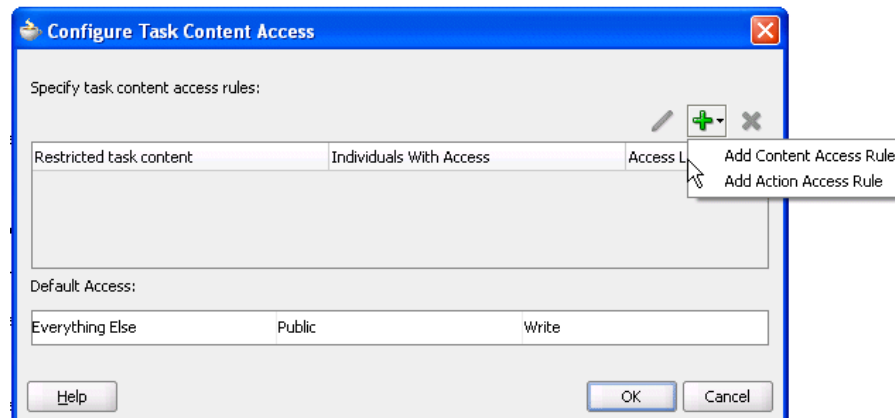 Configure Task Content Access
Specify task content access rules:
Restricted task content Individuals With Access Access L
Add Content Access Rule
Add Action Access Rule
Default Access:
Everything Else Public Write
Help OK Cancel